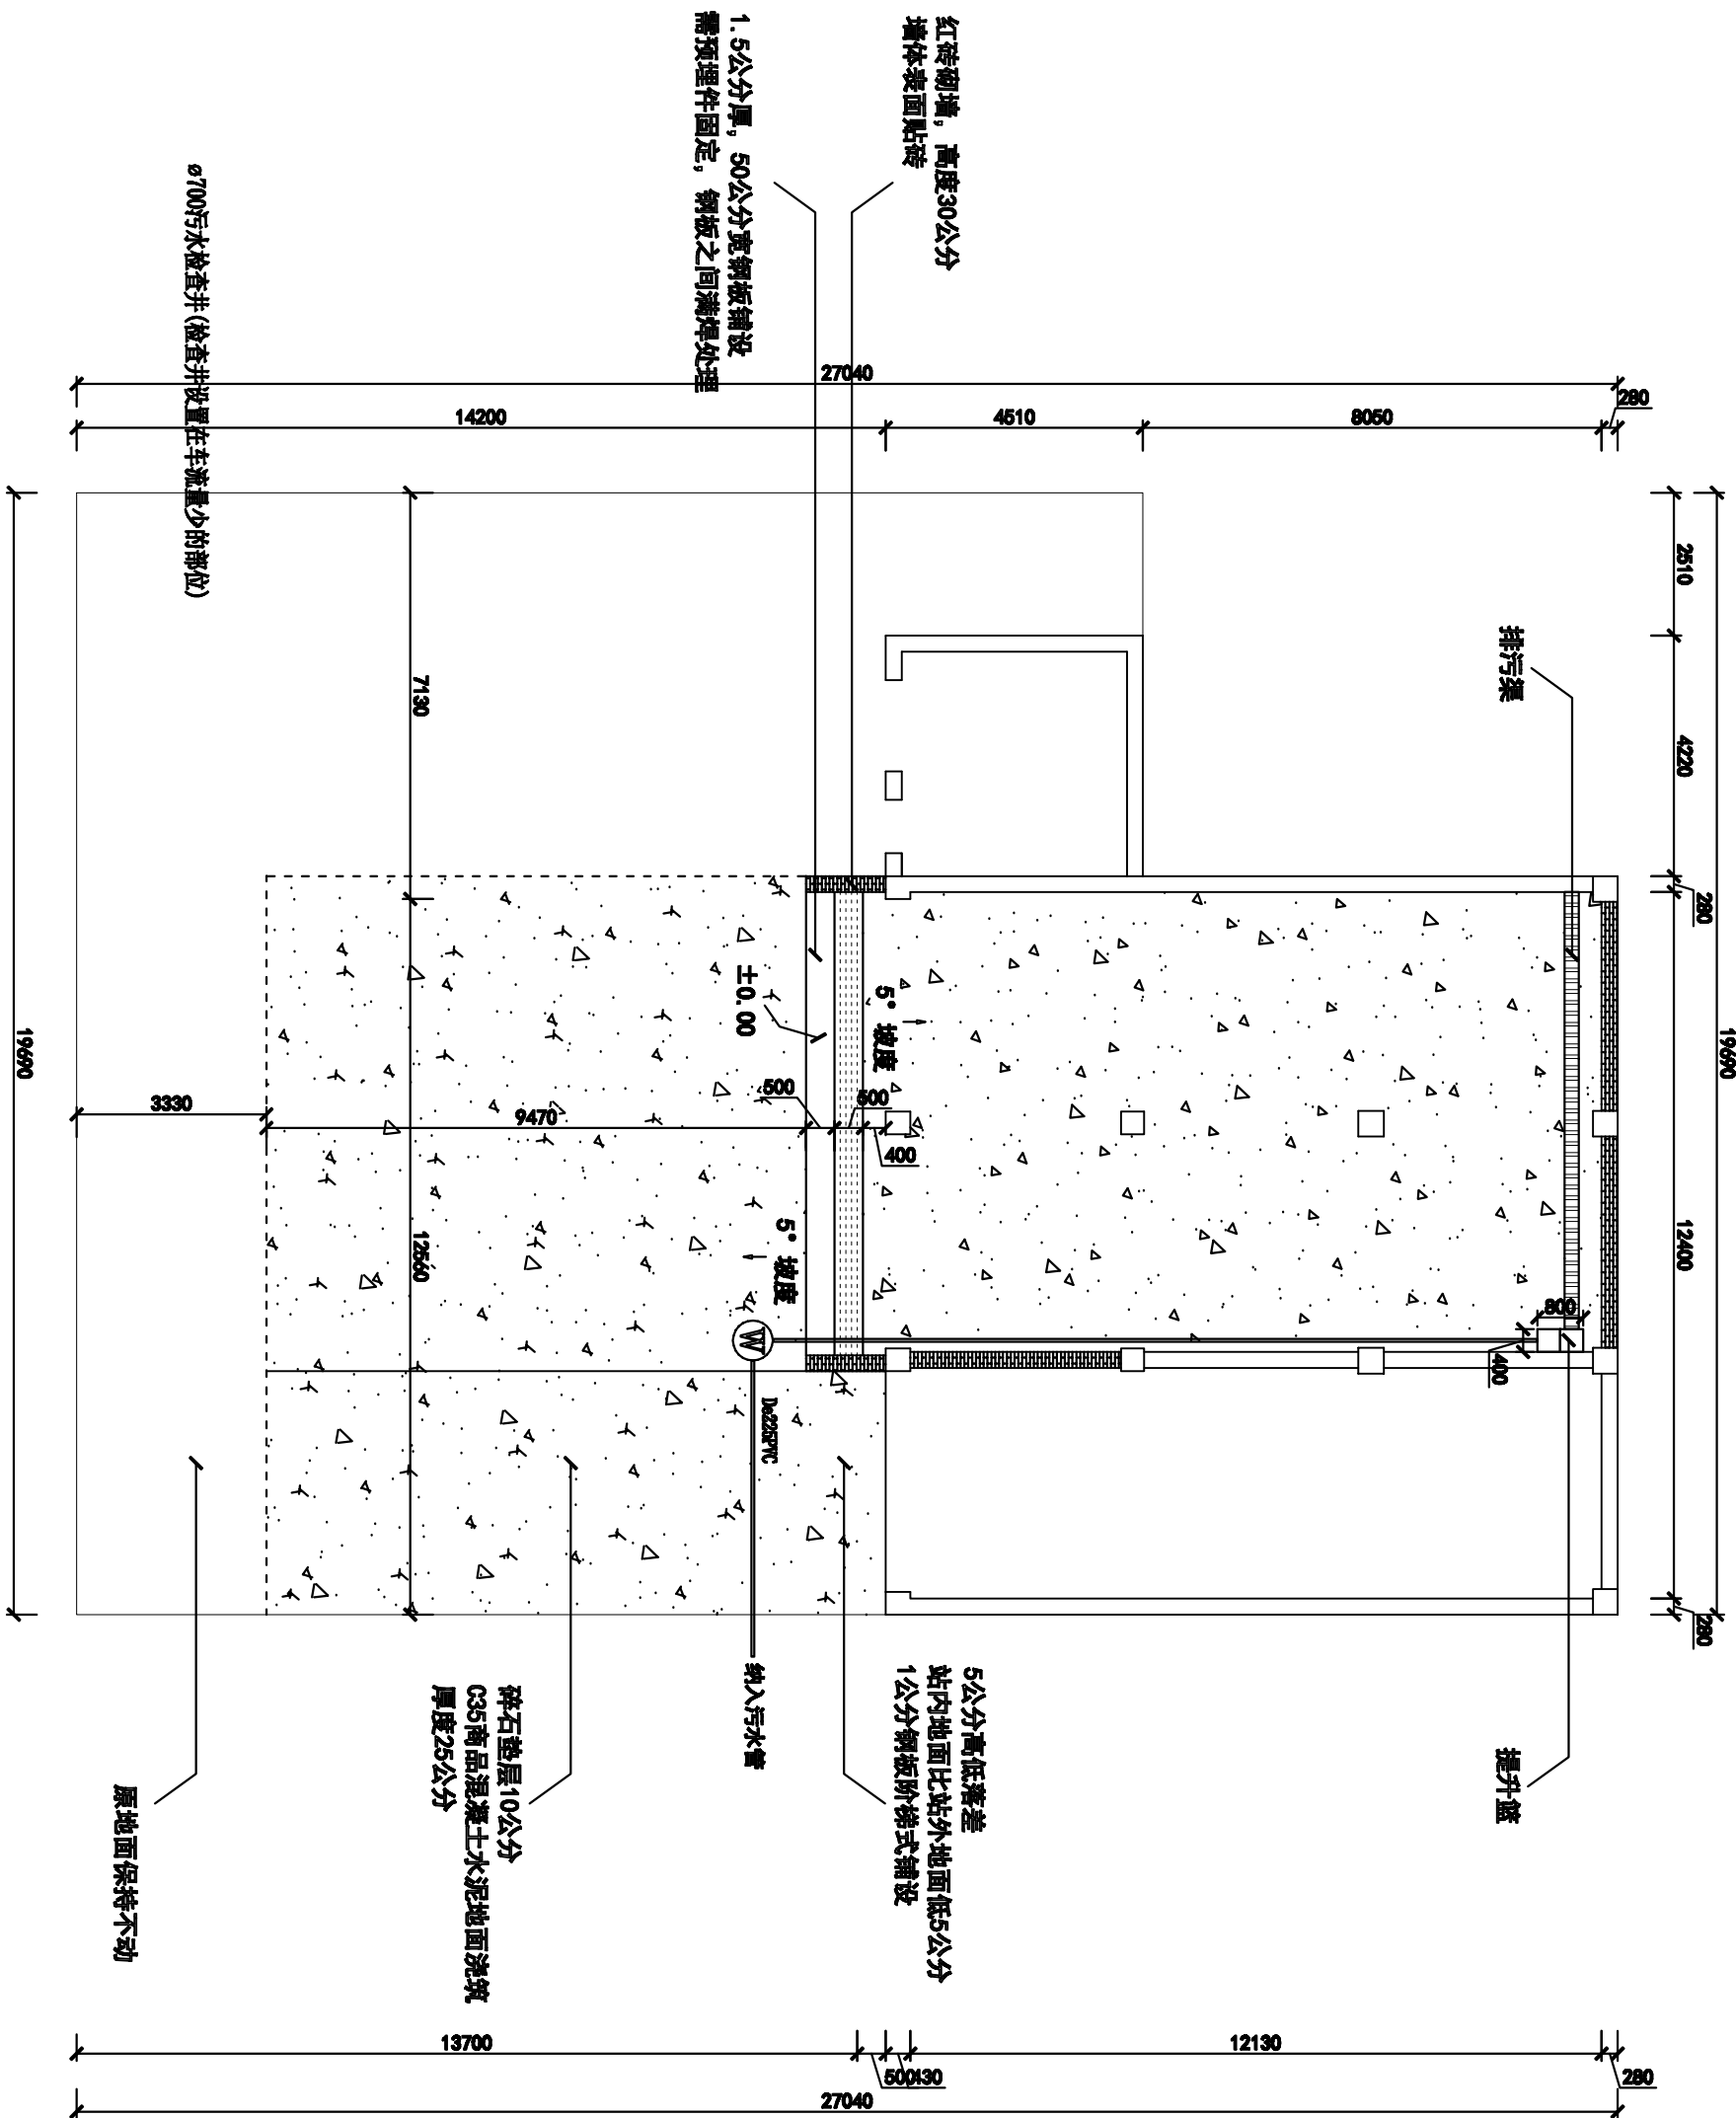 红砖砌墙，高度30公分
墙体表面贴砖
1.5公分厚，50公分宽钢板铺设
需预埋件固定，钢板之间满焊处理
ø700污水检查井(检查井设置在车流量少的部位)
27040
280
14200
4510
8050
19690
2510
4220
280
12400
280
排污渠
7130
12560
19690
3330
9470
500
500
400
±0.00
5° 坡度
5° 坡度
800
400
W
De225PVC
纳入污水管
提升篮
5公分高低落差
站内地面比站外地面低5公分
1公分钢板阶梯式铺设
碎石垫层10公分
C35商品混凝土水泥地面浇筑
厚度25公分
原地面保持不动
13700
500
430
12130
280
27040